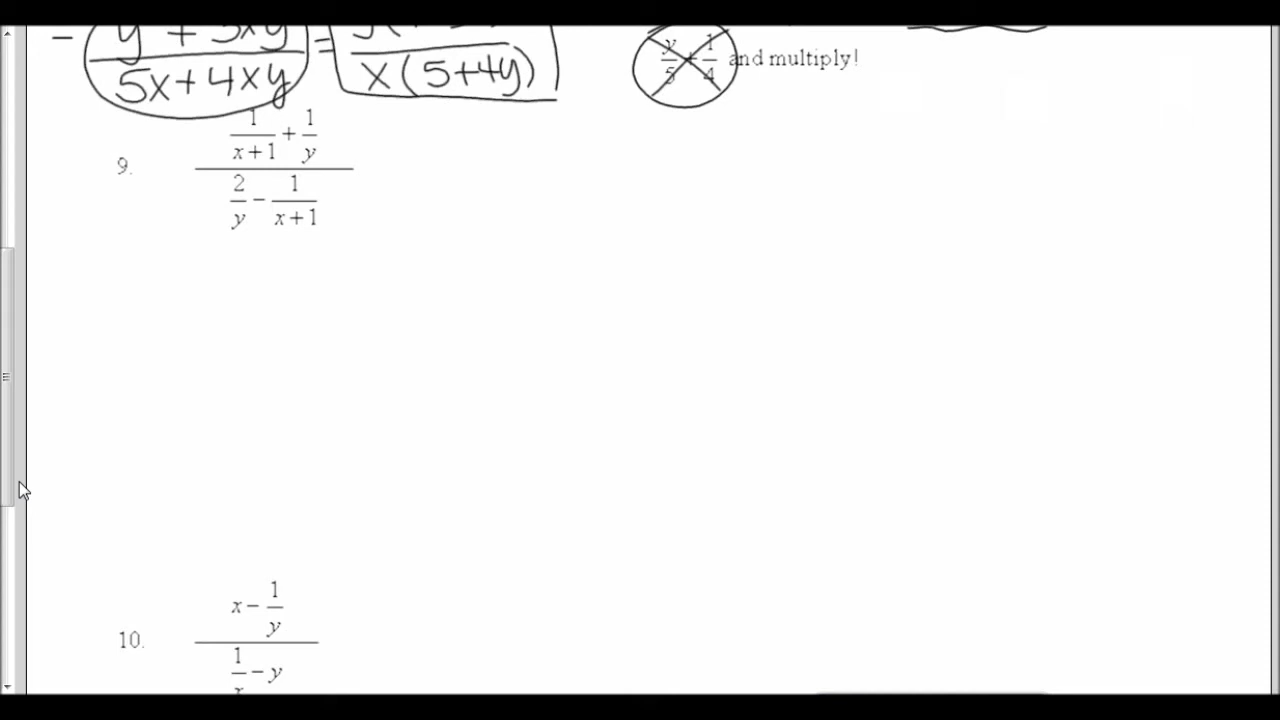 - y + 3xy / 5x + 4xy = / x(5+4y)
y/5 + 1/4 and multiply!
9. (1/(x+1) + 1/y) / (2/y − 1/(x+1))
10. (x − 1/y) / (1/x − y)